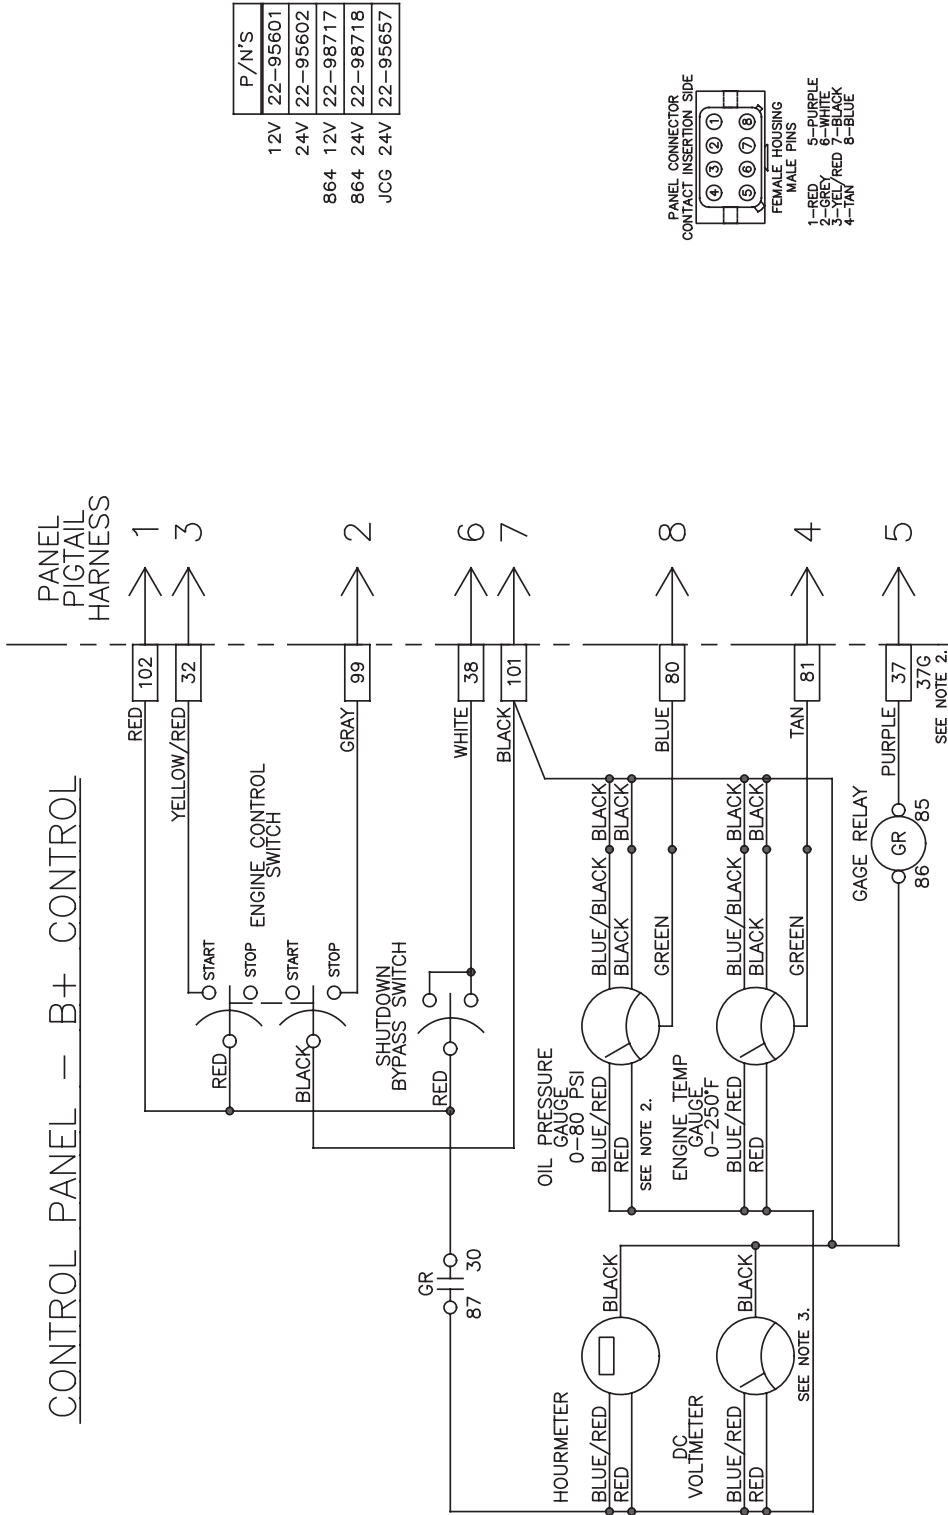 CONTROL PANEL - B+ CONTROL
PANEL
PIGTAIL
HARNESS
P/N'S
12V 22-95601
24V 22-95602
864 12V 22-98717
864 24V 22-98718
JCG 24V 22-95657
RED 102 1
YELLOW/RED 32 3
START
STOP
START
STOP
ENGINE CONTROL
SWITCH
RED
BLACK
GRAY 99 2
SHUTDOWN
BYPASS SWITCH
RED
WHITE 38 6
BLACK 101 7
GR
87 30
OIL PRESSURE
GAUGE
0-80 PSI
BLUE/RED
RED
SEE NOTE 2.
BLUE/BLACK BLACK
BLACK BLACK
GREEN
BLUE 80 8
ENGINE TEMP
GAUGE
0-250°F
BLUE/RED
RED
BLUE/BLACK BLACK
BLACK BLACK
GREEN
TAN 81 4
GAGE RELAY
86 GR 85
PURPLE 37 5
37G
SEE NOTE 2.
HOURMETER
BLUE/RED
RED
BLACK
DC
VOLTMETER
BLUE/RED
RED
BLACK
SEE NOTE 3.
PANEL CONNECTOR
CONTACT INSERTION SIDE
4 3 2 1
5 6 7 8
FEMALE HOUSING
MALE PINS
1-RED 5-PURPLE
2-GREY 6-WHITE
3-YEL/RED 7-BLACK
4-TAN 8-BLUE